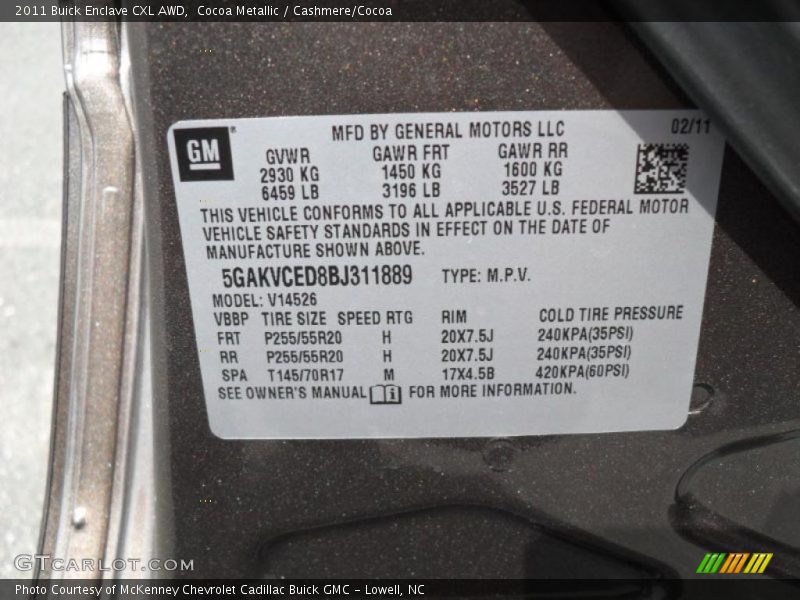 2011 Buick Enclave CXL AWD,  Cocoa Metallic / Cashmere/Cocoa
GM
MFD BY GENERAL MOTORS LLC 02/11
GVWR GAWR FRT GAWR RR
2930 KG 1450 KG 1600 KG
6459 LB 3196 LB 3527 LB
THIS VEHICLE CONFORMS TO ALL APPLICABLE U.S. FEDERAL MOTOR
VEHICLE SAFETY STANDARDS IN EFFECT ON THE DATE OF
MANUFACTURE SHOWN ABOVE.
5GAKVCED8BJ311889 TYPE: M.P.V.
MODEL: V14526
VBBP TIRE SIZE SPEED RTG RIM COLD TIRE PRESSURE
FRT P255/55R20 H 20X7.5J 240KPA(35PSI)
RR P255/55R20 H 20X7.5J 240KPA(35PSI)
SPA T145/70R17 M 17X4.5B 420KPA(60PSI)
SEE OWNER'S MANUAL i FOR MORE INFORMATION.
GTCARLOT.COM
Photo Courtesy of McKenney Chevrolet Cadillac Buick GMC - Lowell, NC